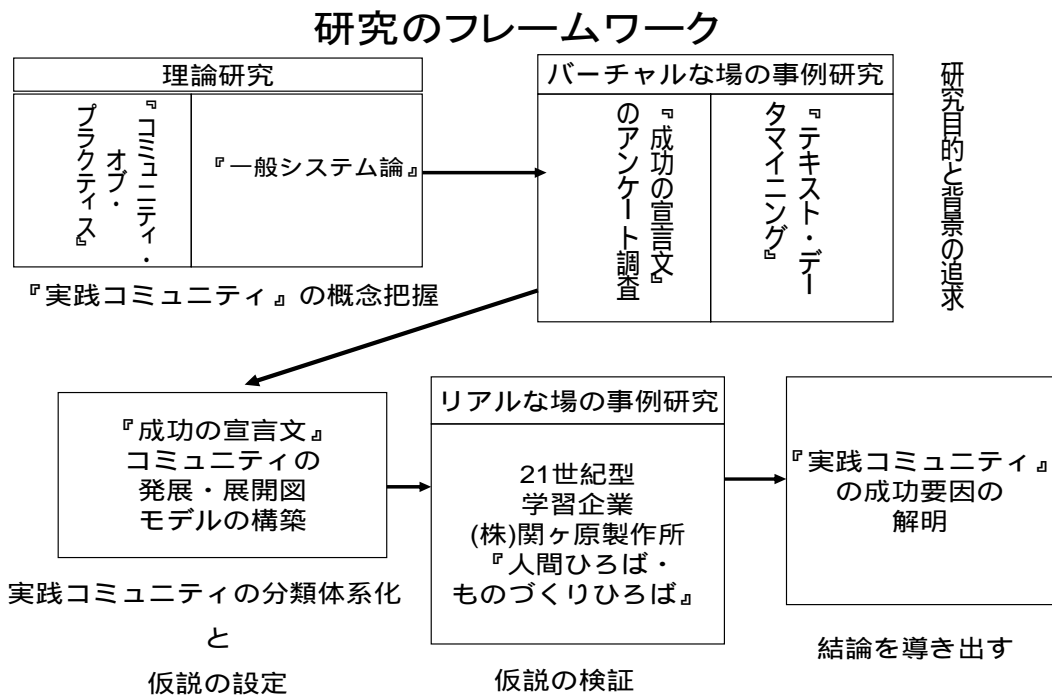 研究のフレームワーク
理論研究
『コミュニティ・
オブ・
プラクティス』
『一般システム論』
『実践コミュニティ』の概念把握
バーチャルな場の事例研究
『成功の宣言文』
のアンケート調査
『テキスト・デー
タマイニング』
研究目的と背景の追求
『成功の宣言文』
コミュニティの
発展・展開図
モデルの構築
実践コミュニティの分類体系化
と
仮説の設定
リアルな場の事例研究
21世紀型
学習企業
(株)関ヶ原製作所
『人間ひろば・
ものづくりひろば』
仮説の検証
『実践コミュニティ』
の成功要因の
解明
結論を導き出す